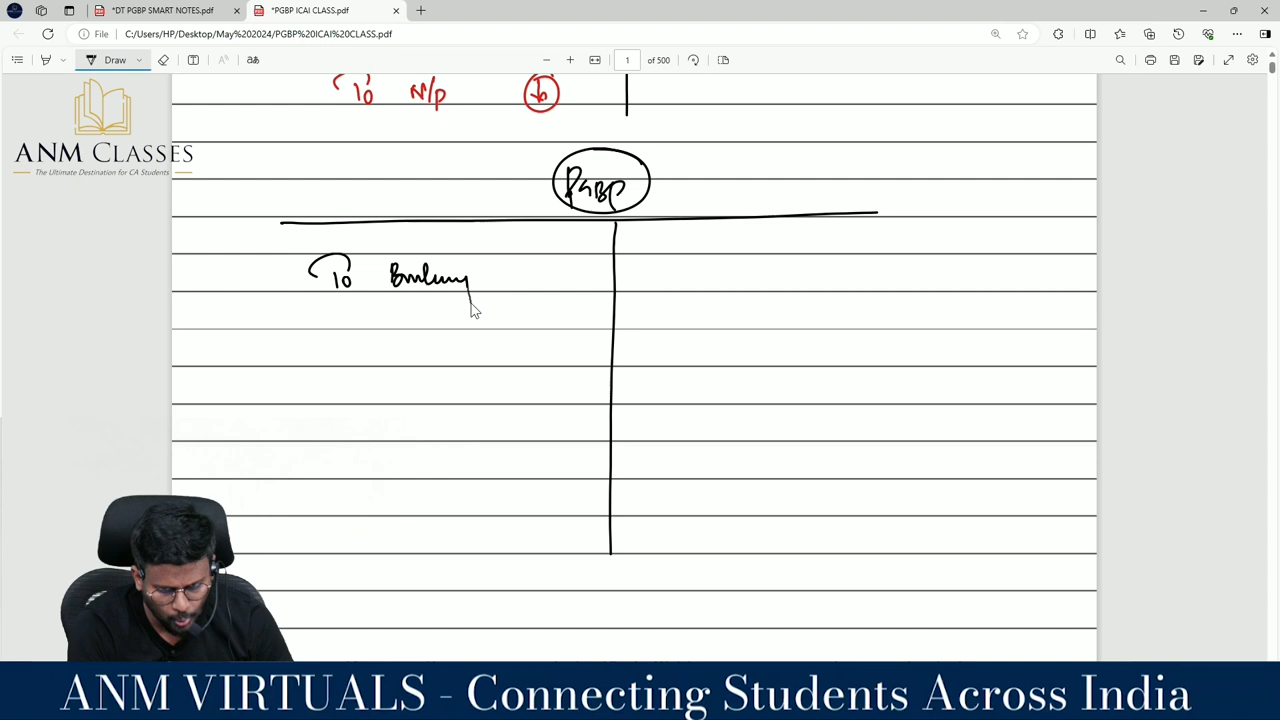 *DT PGBP SMART NOTES.pdf
*PGBP ICAI CLASS.pdf
File
C:/Users/HP/Desktop/May%202024/PGBP%20ICAI%20CLASS.pdf
Draw
aあ
1
of 500
To N/p
ANM CLASSES
The Ultimate Destination for CA Students
PGBP
To
ANM VIRTUALS - Connecting Students Across India